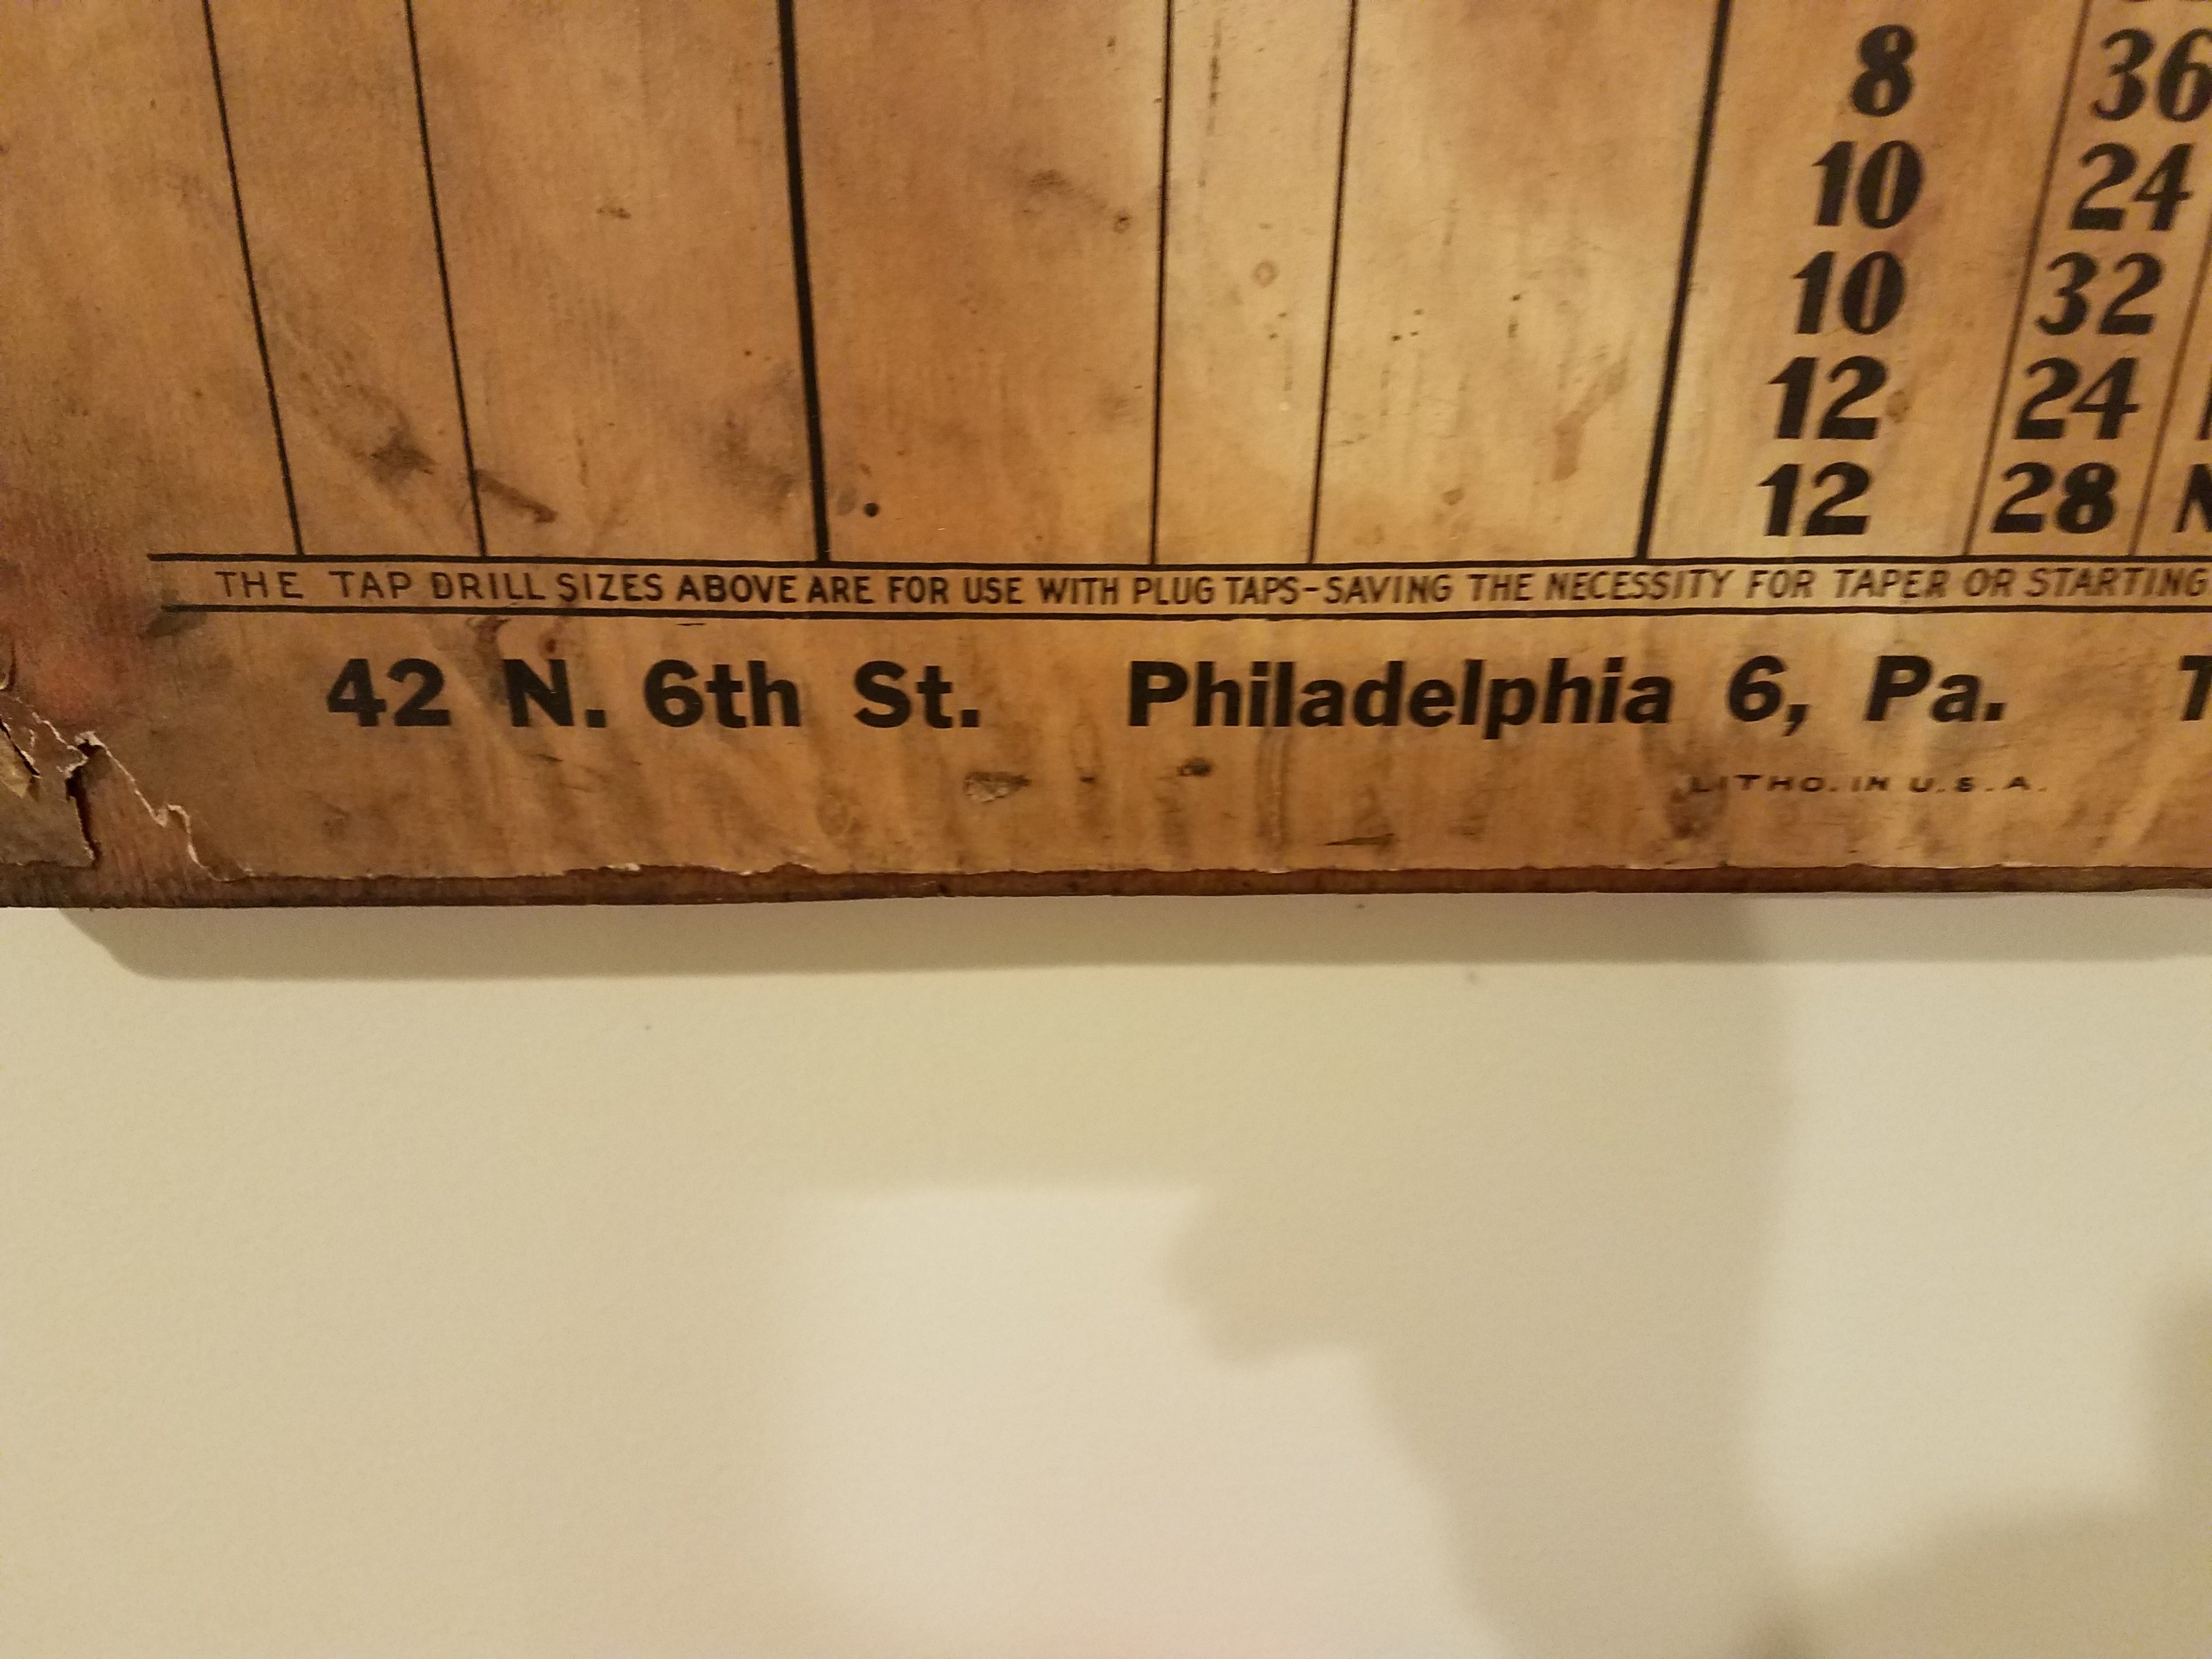 8 36
10 24
10 32
12 24
12 28
THE TAP DRILL SIZES ABOVE ARE FOR USE WITH PLUG TAPS-SAVING THE NECESSITY FOR TAPER OR STARTING
42 N. 6th St. Philadelphia 6, Pa.
LITHO. IN U.S.A.